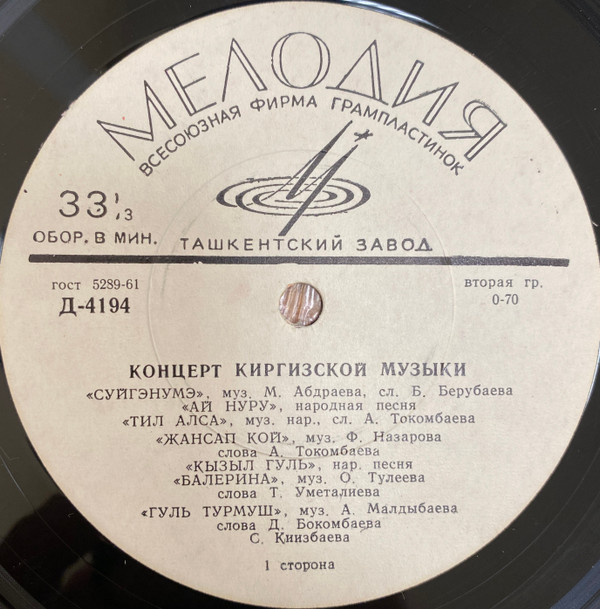 МЕЛОДИЯ
ВСЕСОЮЗНАЯ ФИРМА ГРАМПЛАСТИНОК
33 1/3
ОБОР. В МИН.
ТАШКЕНТСКИЙ ЗАВОД
гост 5289-61
Д-4194
вторая гр.
0-70
КОНЦЕРТ КИРГИЗСКОЙ МУЗЫКИ
«СУЙГЭНУМЭ», муз. М. Абдраева, сл. Б. Берубаева
«АЙ НУРУ», народная песня
«ТИЛ АЛСА», муз. нар., сл. А. Токомбаева
«ЖАНСАП КОЙ», муз. Ф. Назарова
слова А. Токомбаева
«ҚЫЗЫЛ ГУЛЬ», нар. песня
«БАЛЕРИНА», муз. О. Тулеева
слова Т. Уметалиева
«ГУЛЬ ТУРМУШ», муз. А. Малдыбаева
слова Д. Бокомбаева
С. Киизбаева
1 сторона